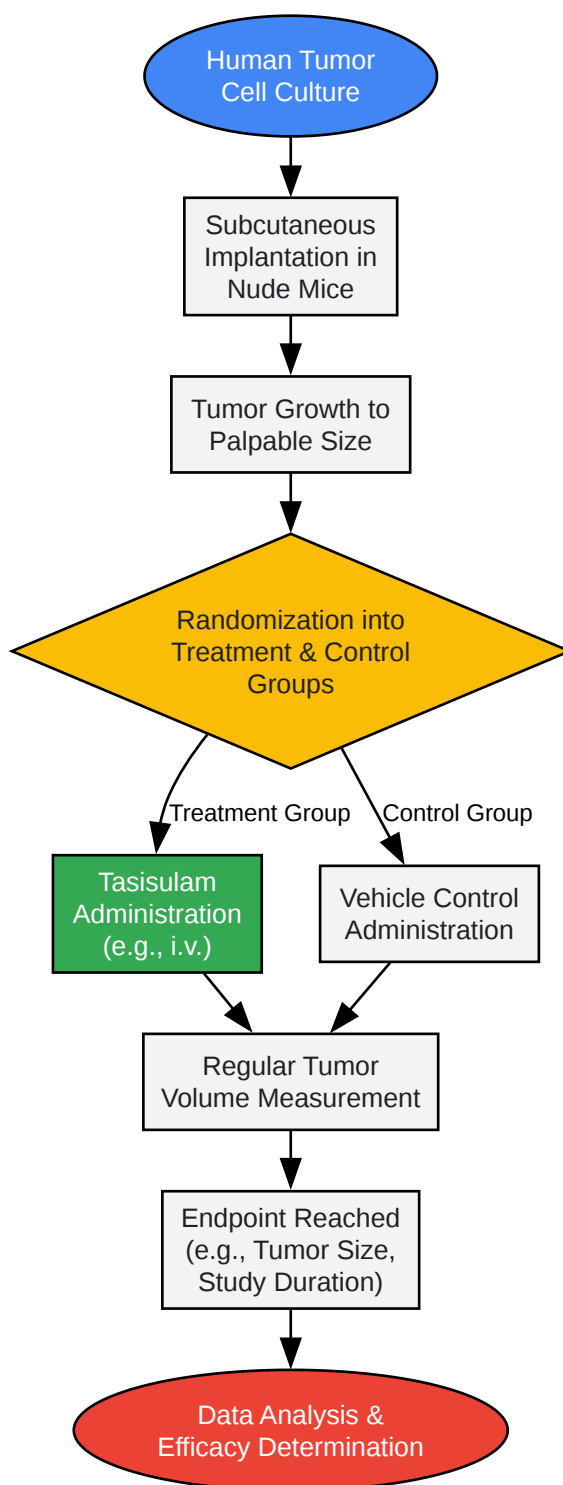 Human Tumor
Cell Culture
Subcutaneous
Implantation in
Nude Mice
Tumor Growth to
Palpable Size
Randomization into
Treatment & Control
Groups
Treatment Group
Control Group
Tasisulam
Administration
(e.g., i.v.)
Vehicle Control
Administration
Regular Tumor
Volume Measurement
Endpoint Reached
(e.g., Tumor Size,
Study Duration)
Data Analysis &
Efficacy Determination